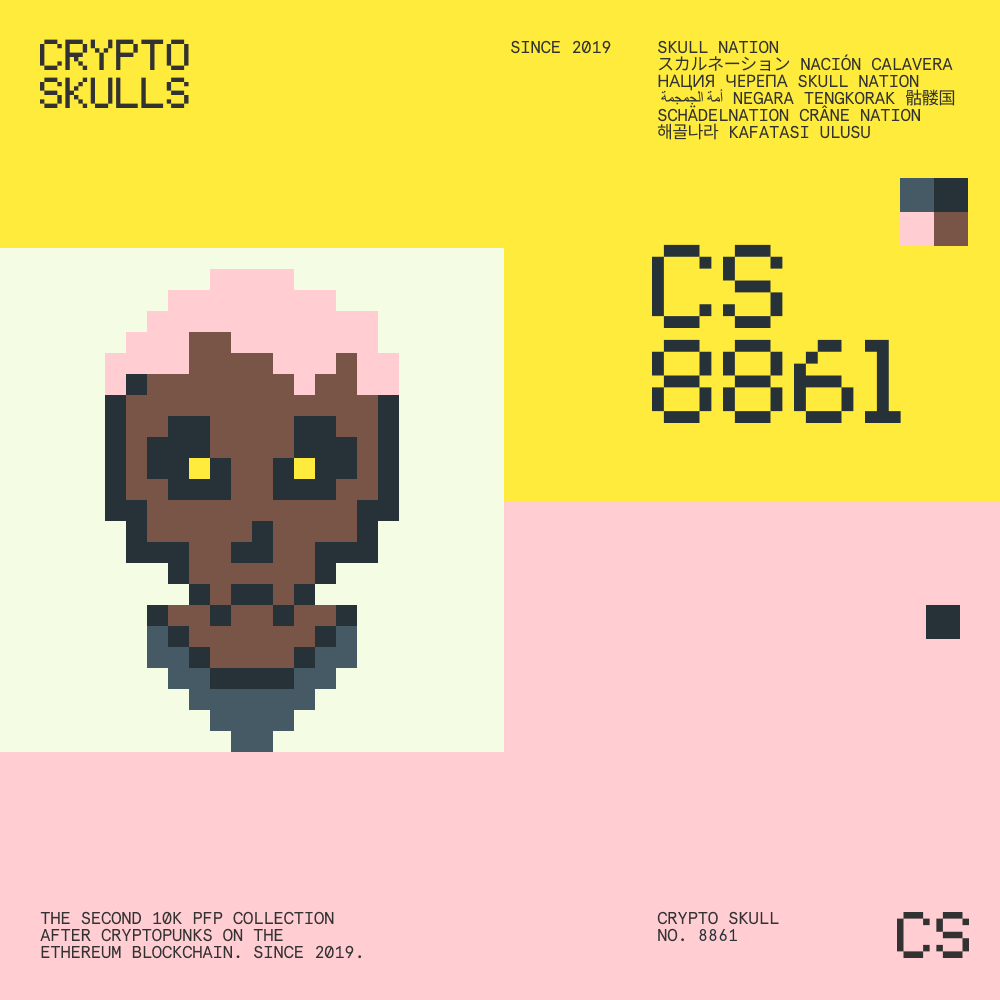 CRYPTO
SKULLS
SINCE 2019
SKULL NATION
スカルネーション NACIÓN CALAVERA
НАЦИЯ ЧЕРЕПА SKULL NATION
أمة الجمجمة NEGARA TENGKORAK 骷髅国
SCHÄDELNATION CRÂNE NATION
해골나라 KAFATASI ULUSU
CS
8861
THE SECOND 10K PFP COLLECTION
AFTER CRYPTOPUNKS ON THE
ETHEREUM BLOCKCHAIN. SINCE 2019.
CRYPTO SKULL
NO. 8861
CS